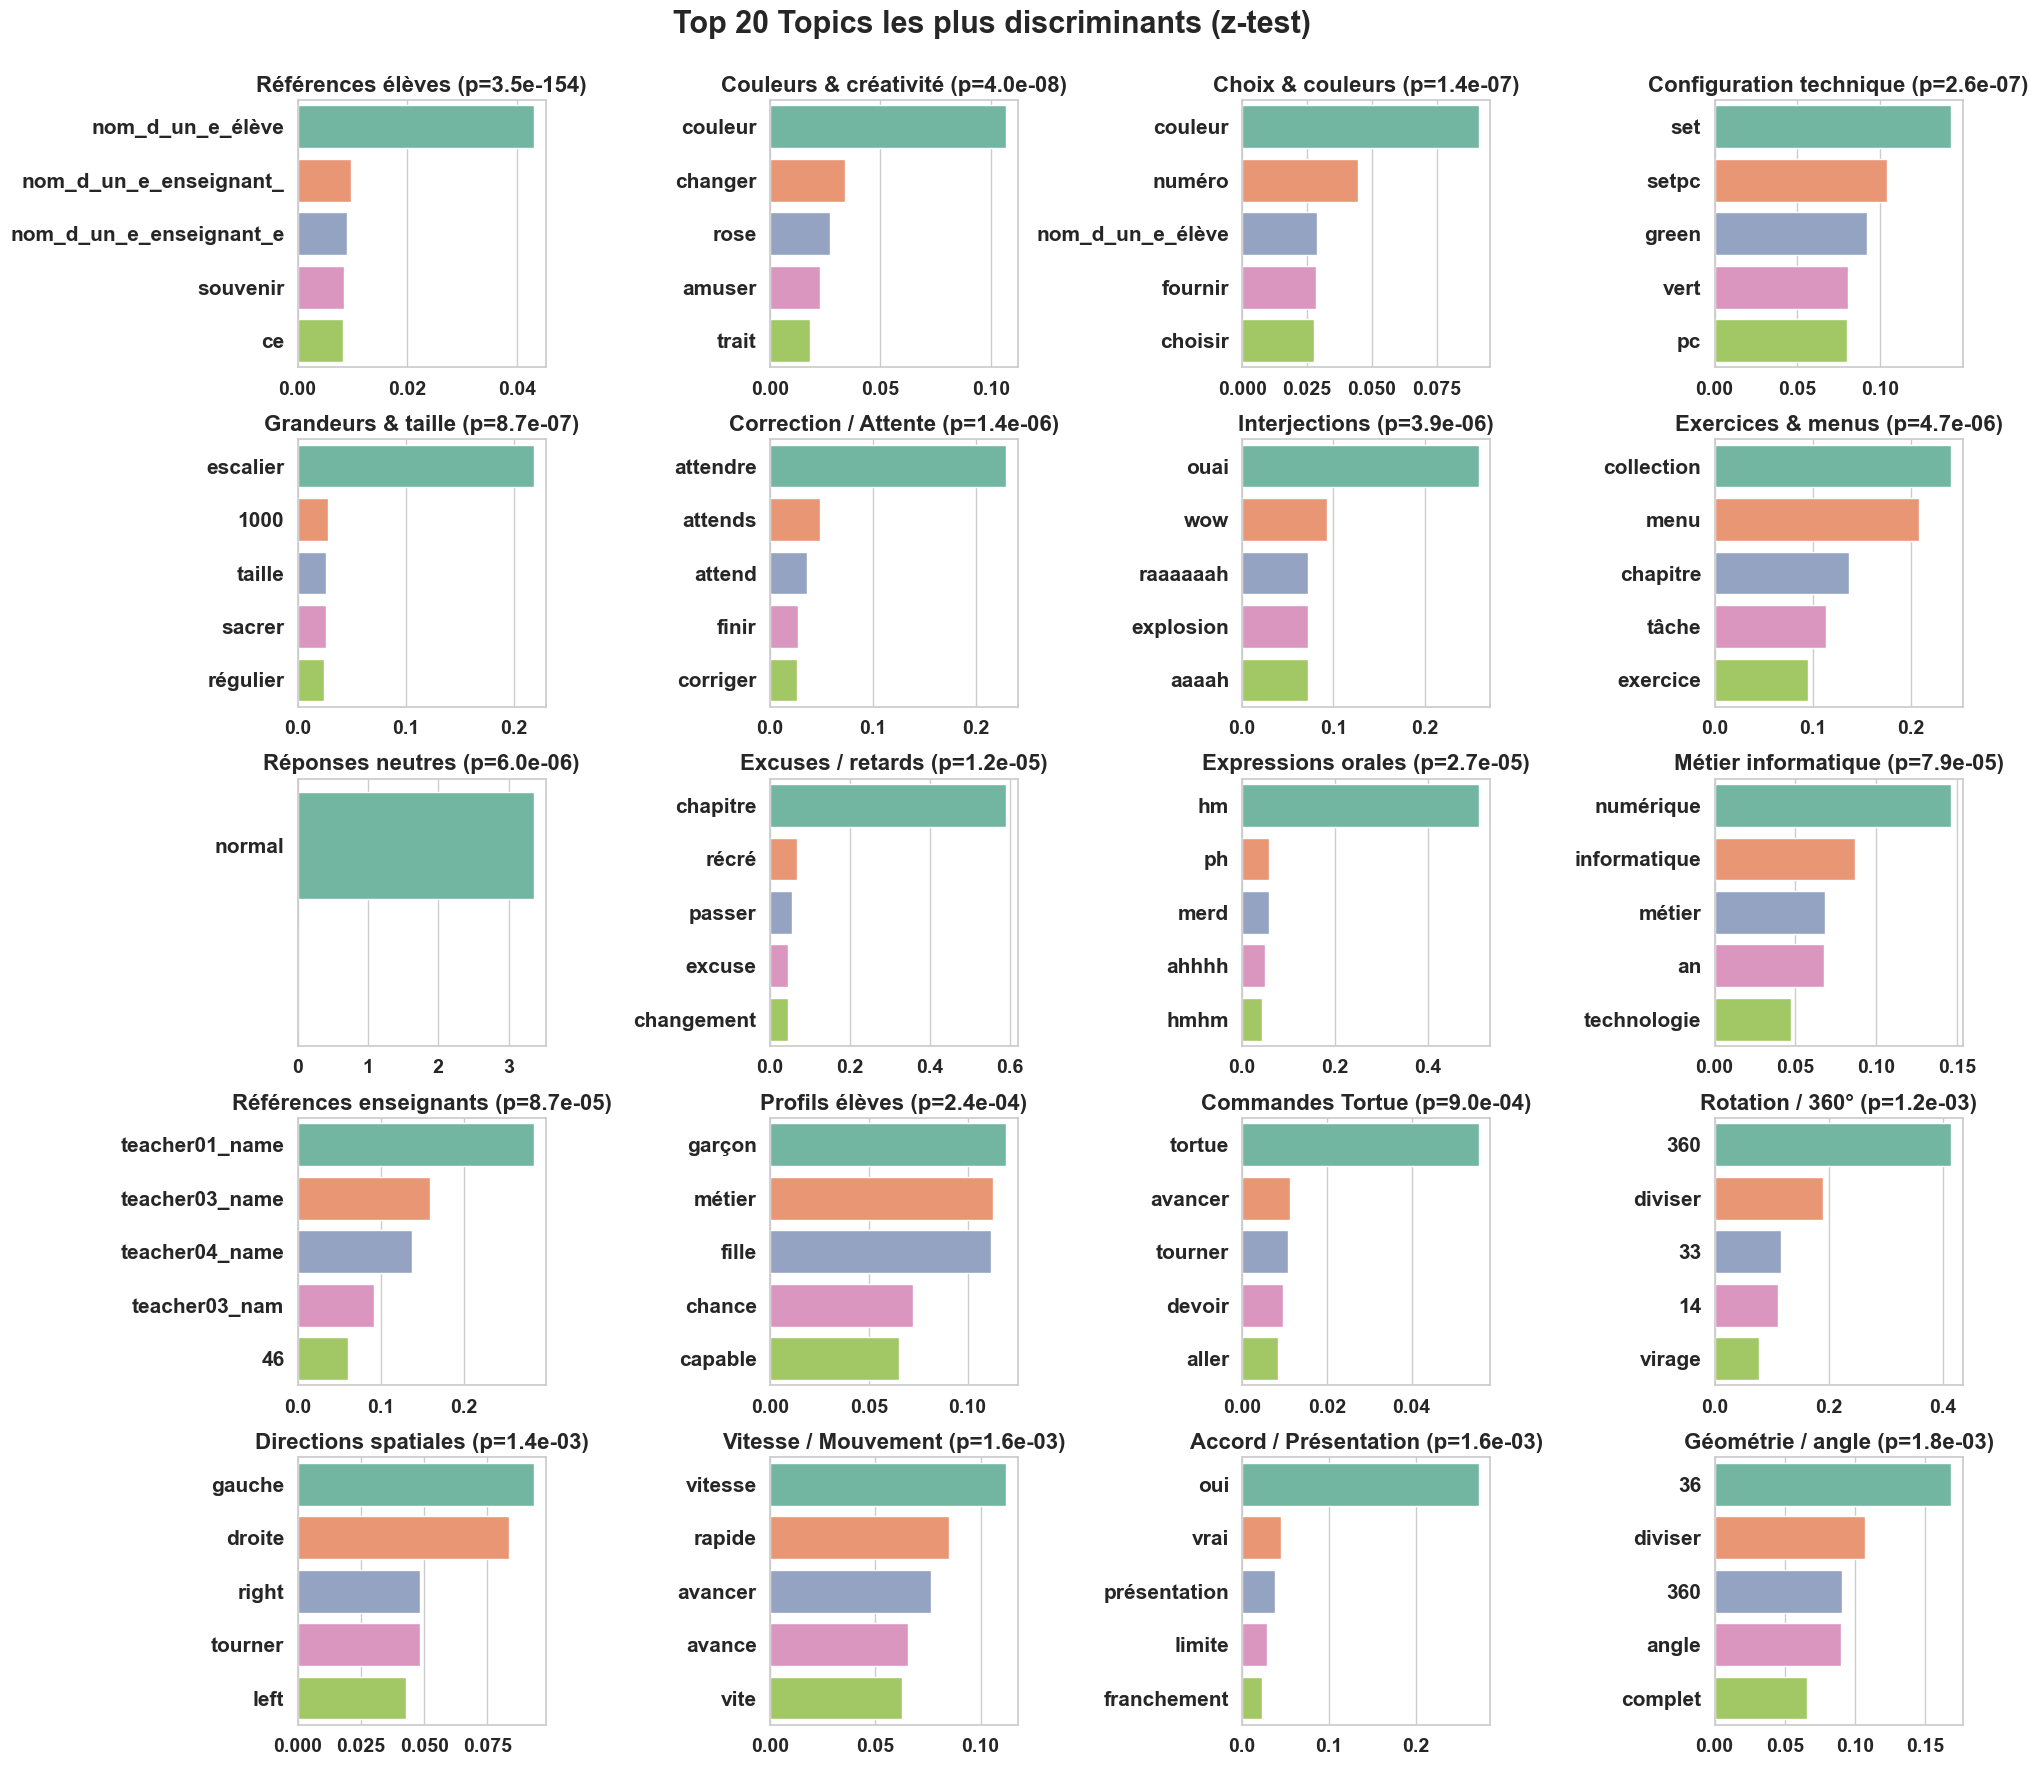 Top 20 Topics les plus discriminants (z-test)
Références élèves (p=3.5e-154)
nom_d_un_e_élève
nom_d_un_e_enseignant_
nom_d_un_e_enseignant_e
souvenir
ce
0.00 0.02 0.04
Couleurs & créativité (p=4.0e-08)
couleur
changer
rose
amuser
trait
0.00 0.05 0.10
Choix & couleurs (p=1.4e-07)
couleur
numéro
nom_d_un_e_élève
fournir
choisir
0.000 0.025 0.050 0.075
Configuration technique (p=2.6e-07)
set
setpc
green
vert
pc
0.00 0.05 0.10
Grandeurs & taille (p=8.7e-07)
escalier
1000
taille
sacrer
régulier
0.0 0.1 0.2
Correction / Attente (p=1.4e-06)
attendre
attends
attend
finir
corriger
0.0 0.1 0.2
Interjections (p=3.9e-06)
ouai
wow
raaaaaah
explosion
aaaah
0.0 0.1 0.2
Exercices & menus (p=4.7e-06)
collection
menu
chapitre
tâche
exercice
0.0 0.1 0.2
Réponses neutres (p=6.0e-06)
normal
0 1 2 3
Excuses / retards (p=1.2e-05)
chapitre
récré
passer
excuse
changement
0.0 0.2 0.4 0.6
Expressions orales (p=2.7e-05)
hm
ph
merd
ahhhh
hmhm
0.0 0.2 0.4
Métier informatique (p=7.9e-05)
numérique
informatique
métier
an
technologie
0.00 0.05 0.10 0.15
Références enseignants (p=8.7e-05)
teacher01_name
teacher03_name
teacher04_name
teacher03_nam
46
0.0 0.1 0.2
Profils élèves (p=2.4e-04)
garçon
métier
fille
chance
capable
0.00 0.05 0.10
Commandes Tortue (p=9.0e-04)
tortue
avancer
tourner
devoir
aller
0.00 0.02 0.04
Rotation / 360° (p=1.2e-03)
360
diviser
33
14
virage
0.0 0.2 0.4
Directions spatiales (p=1.4e-03)
gauche
droite
right
tourner
left
0.000 0.025 0.050 0.075
Vitesse / Mouvement (p=1.6e-03)
vitesse
rapide
avancer
avance
vite
0.00 0.05 0.10
Accord / Présentation (p=1.6e-03)
oui
vrai
présentation
limite
franchement
0.0 0.1 0.2
Géométrie / angle (p=1.8e-03)
36
diviser
360
angle
complet
0.00 0.05 0.10 0.15